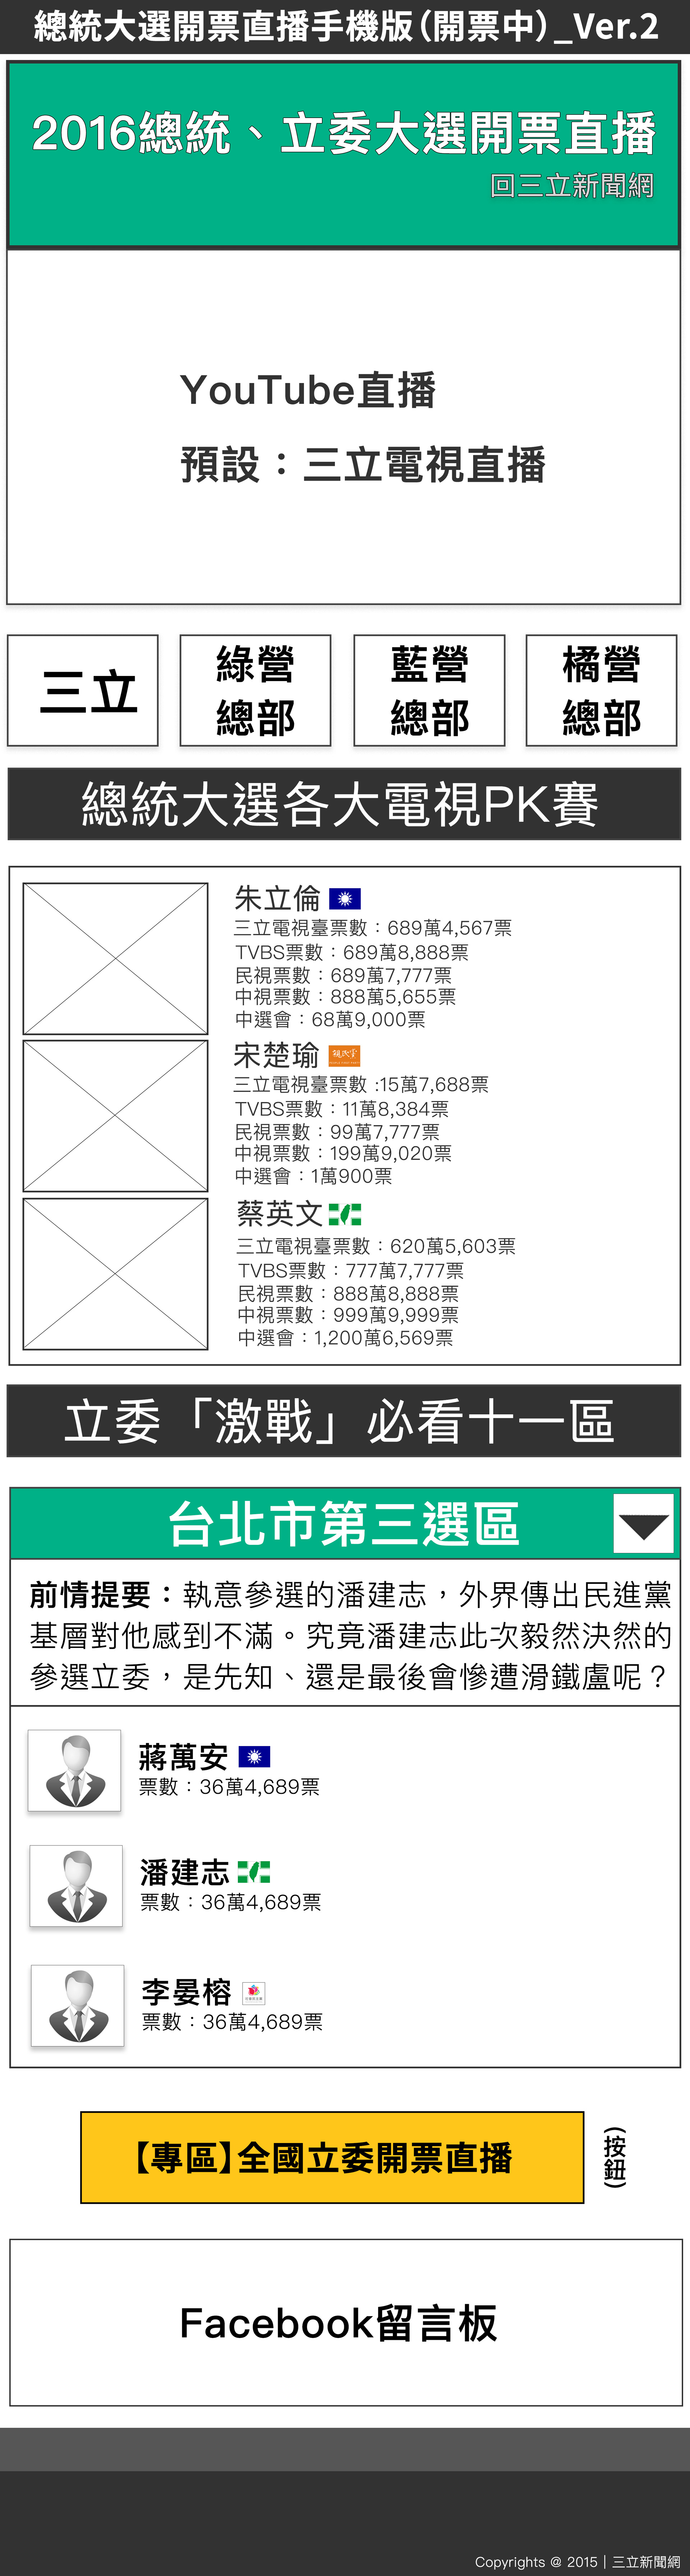 總統大選開票直播手機版(開票中)_Ver.2
2016總統、立委大選開票直播
回三立新聞網
YouTube直播
預設：三立電視直播
三立
綠營
總部
藍營
總部
橘營
總部
總統大選各大電視PK賽
朱立倫
三立電視臺票數：689萬4,567票
TVBS票數：689萬8,888票
民視票數：689萬7,777票
中視票數：888萬5,655票
中選會：68萬9,000票
宋楚瑜
三立電視臺票數 :15萬7,688票
TVBS票數：11萬8,384票
民視票數：99萬7,777票
中視票數：199萬9,020票
中選會：1萬900票
蔡英文
三立電視臺票數：620萬5,603票
TVBS票數：777萬7,777票
民視票數：888萬8,888票
中視票數：999萬9,999票
中選會：1,200萬6,569票
立委「激戰」必看十一區
台北市第三選區
前情提要：執意參選的潘建志，外界傳出民進黨
基層對他感到不滿。究竟潘建志此次毅然決然的
參選立委，是先知、還是最後會慘遭滑鐵盧呢？
蔣萬安
票數：36萬4,689票
潘建志
票數：36萬4,689票
李晏榕
票數：36萬4,689票
【專區】全國立委開票直播
(按鈕)
Facebook留言板
Copyrights @ 2015 | 三立新聞網